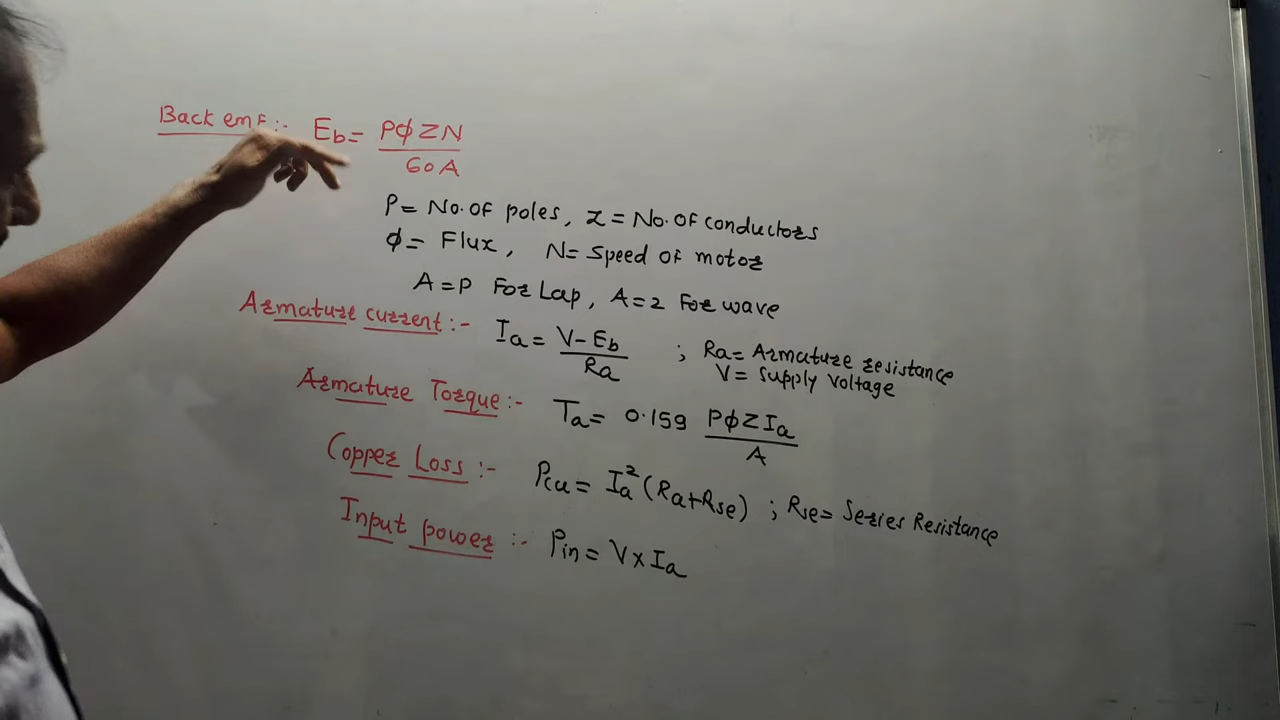 Back emf:- Eb= PΦZN / 60A
P= No.of poles, Z= No.of conductors
Φ= Flux, N= Speed of motor
A=P For Lap, A=2 For wave
Armature current:- Ia= V-Eb / Ra ; Ra= Armature resistance
V= Supply voltage
Armature Torque:- Ta= 0.159 PΦZIa / A
Copper Loss:- Pcu= Ia²(Ra+Rse) ; Rse= Series Resistance
Input power:- Pin= V×Ia